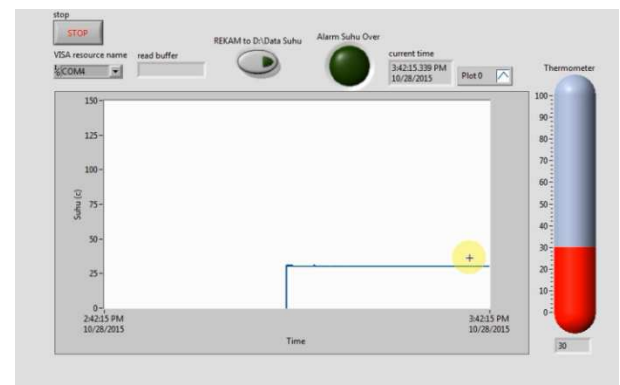 stop
STOP
VISA resource name
COM4
read buffer
REKAM to D:\Data Suhu
Alarm Suhu Over
current time
3:42:15.339 PM
10/28/2015
Plot 0
Thermometer
150
125
100
75
50
25
0
Suhu (c)
2:42:15 PM
10/28/2015
3:42:15 PM
10/28/2015
Time
100
90
80
70
60
50
40
30
20
10
0
30